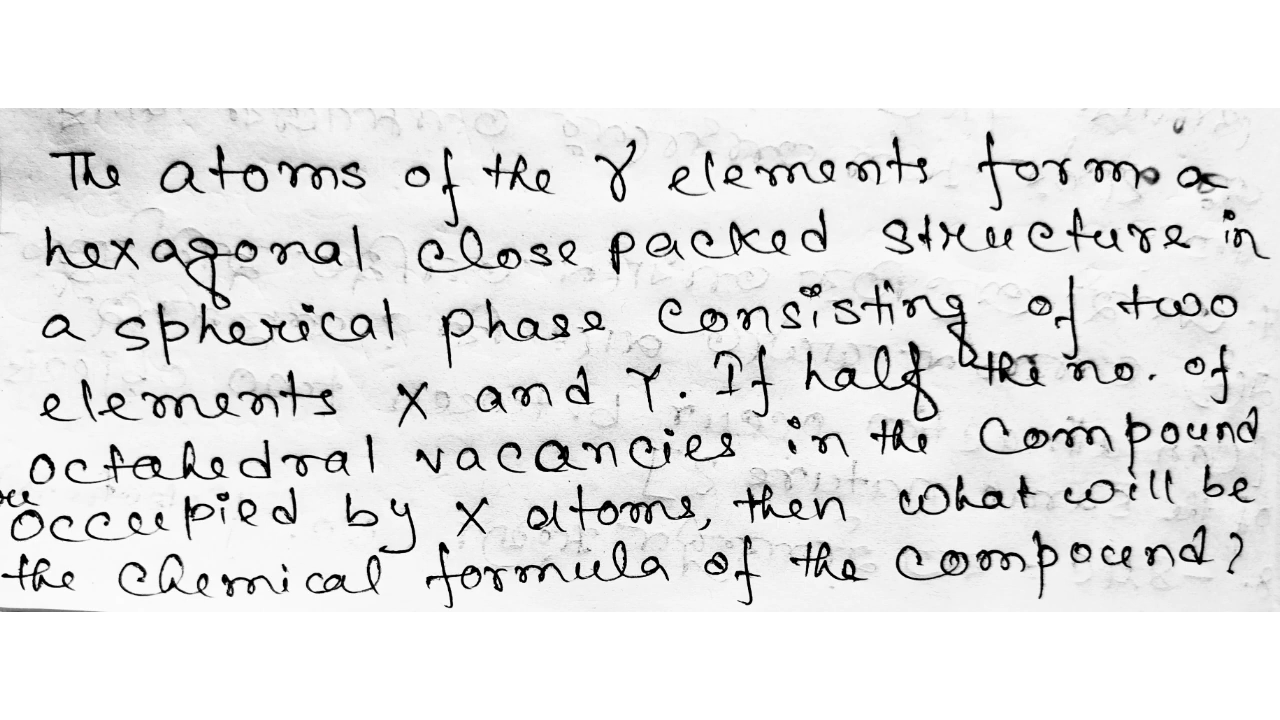 The atoms of the Y elements form a
hexagonal close packed structure in
a spherical phase consisting of two
elements X and Y. If half the no. of
octahedral vacancies in the compound
are occupied by X atoms, then what will be
the chemical formula of the compound?